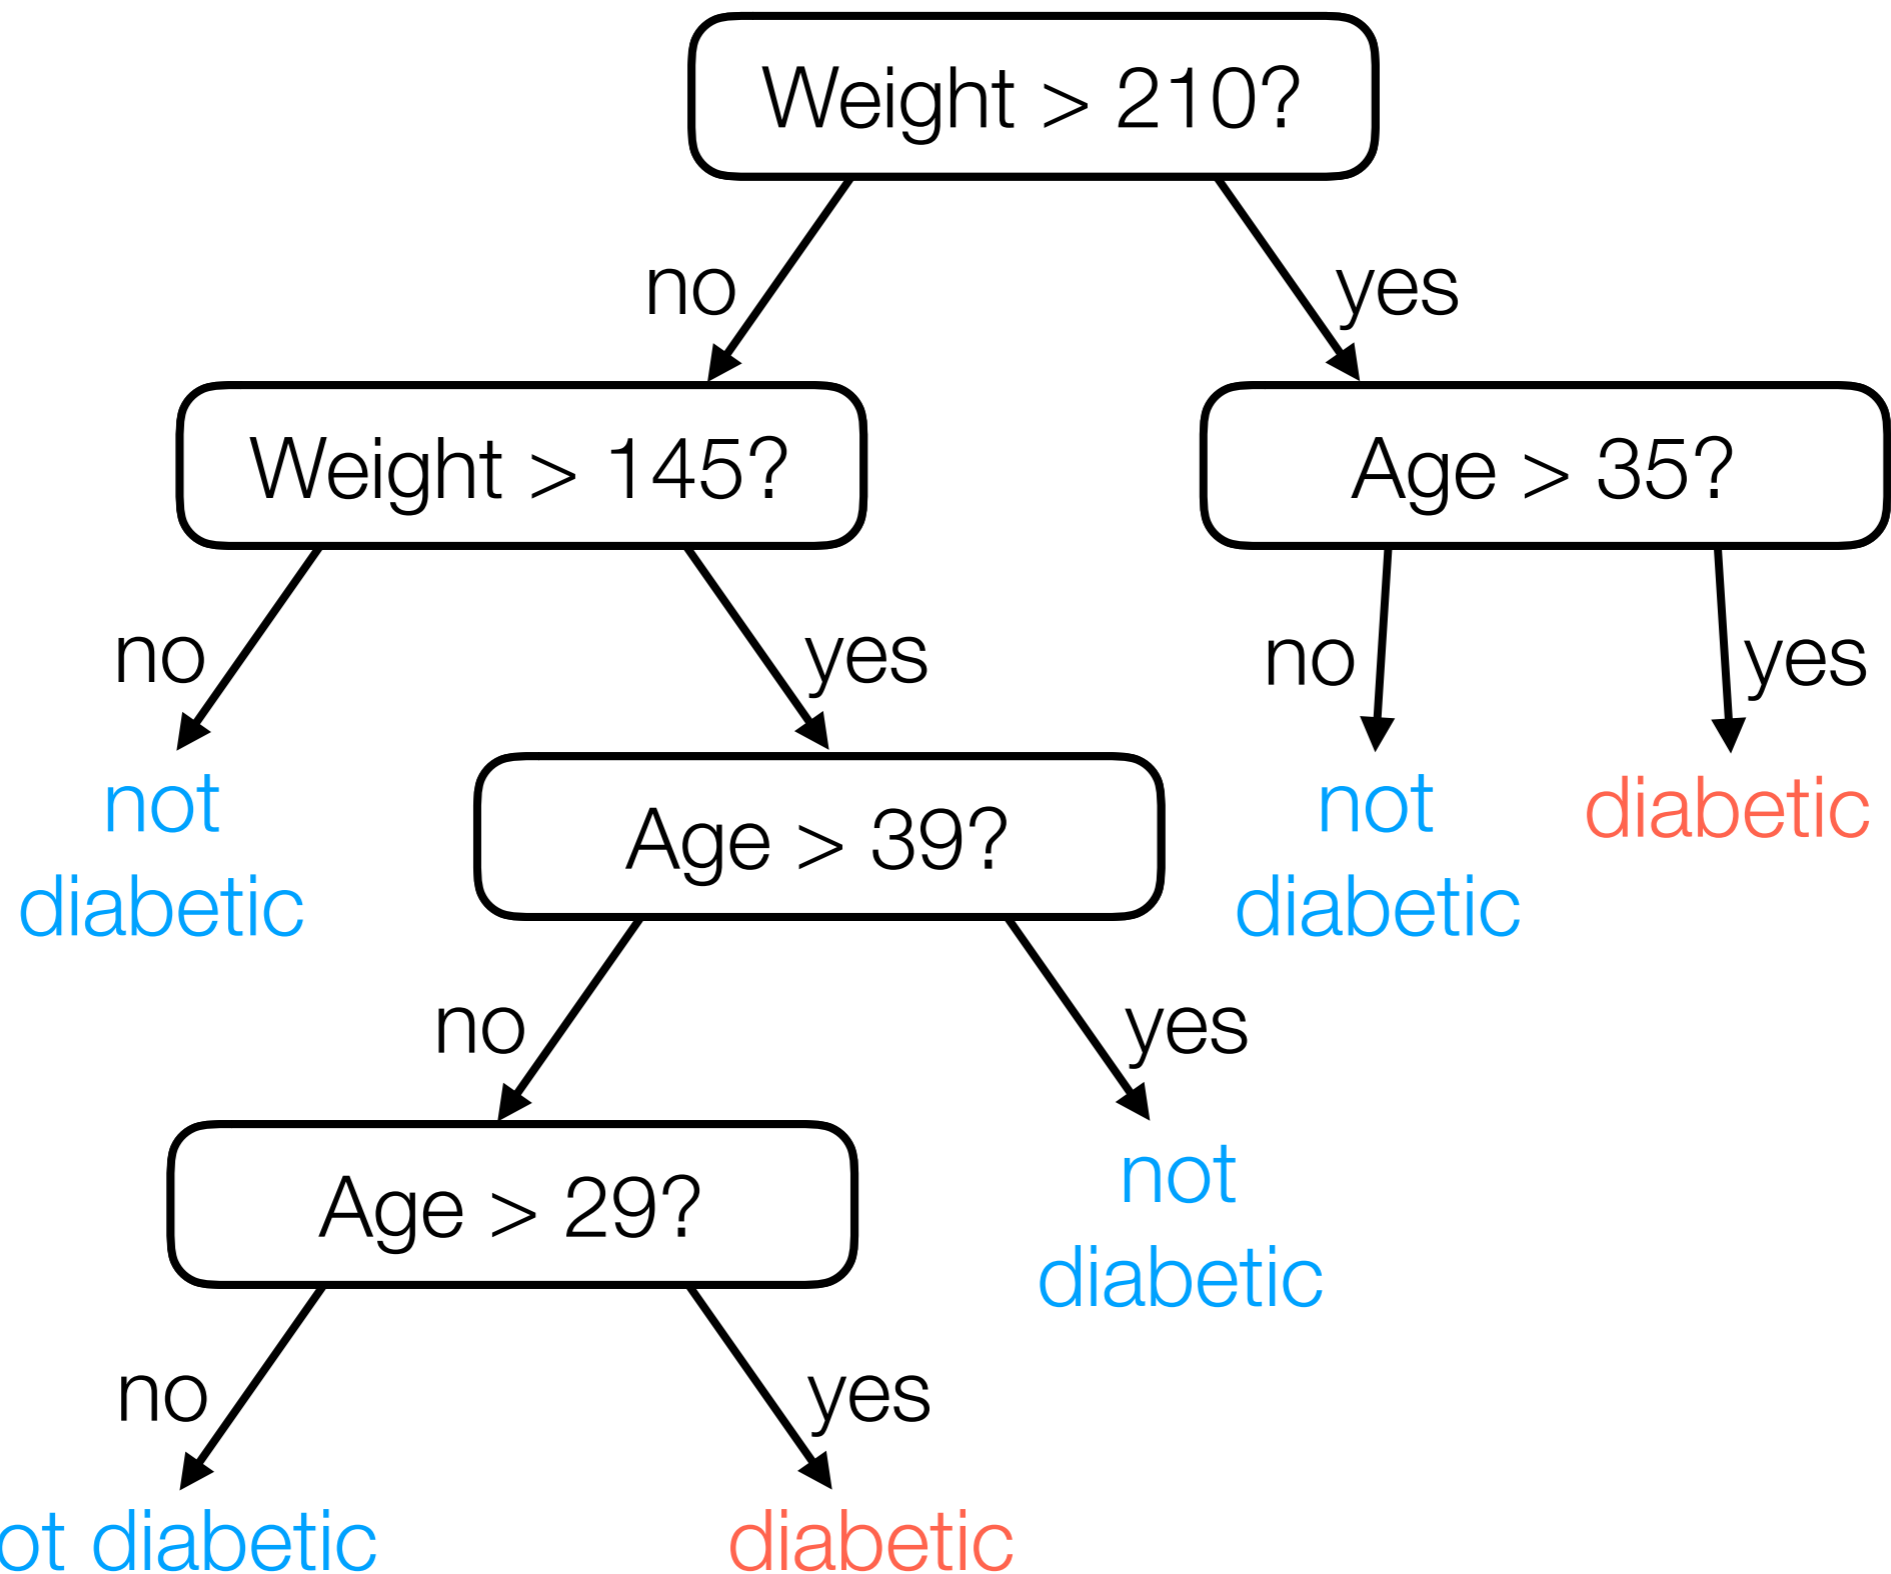 Weight > 210?
no
yes
Weight > 145?
Age > 35?
no
yes
no
yes
not
diabetic
Age > 39?
not
diabetic
diabetic
no
yes
Age > 29?
not
diabetic
no
yes
ot diabetic
diabetic